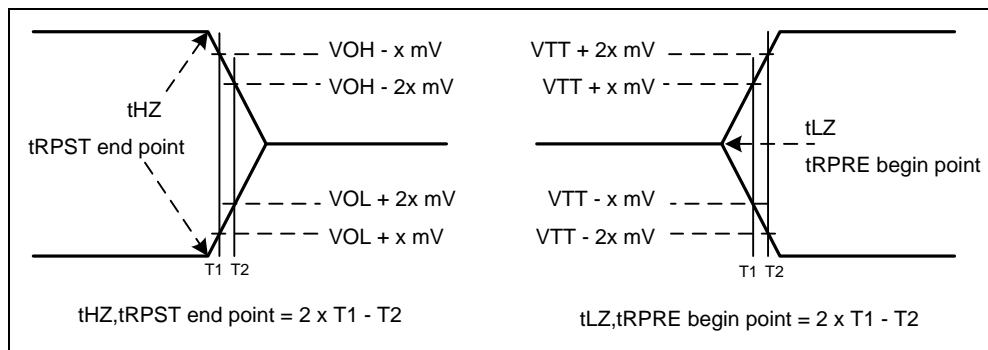 VOH - x mV
VOH - 2x mV
tHZ
tRPST end point
VOL + 2x mV
VOL + x mV
T1 T2
tHZ,tRPST end point = 2 x T1 - T2
VTT + 2x mV
VTT + x mV
tLZ
tRPRE begin point
VTT - x mV
VTT - 2x mV
T1 T2
tLZ,tRPRE begin point = 2 x T1 - T2